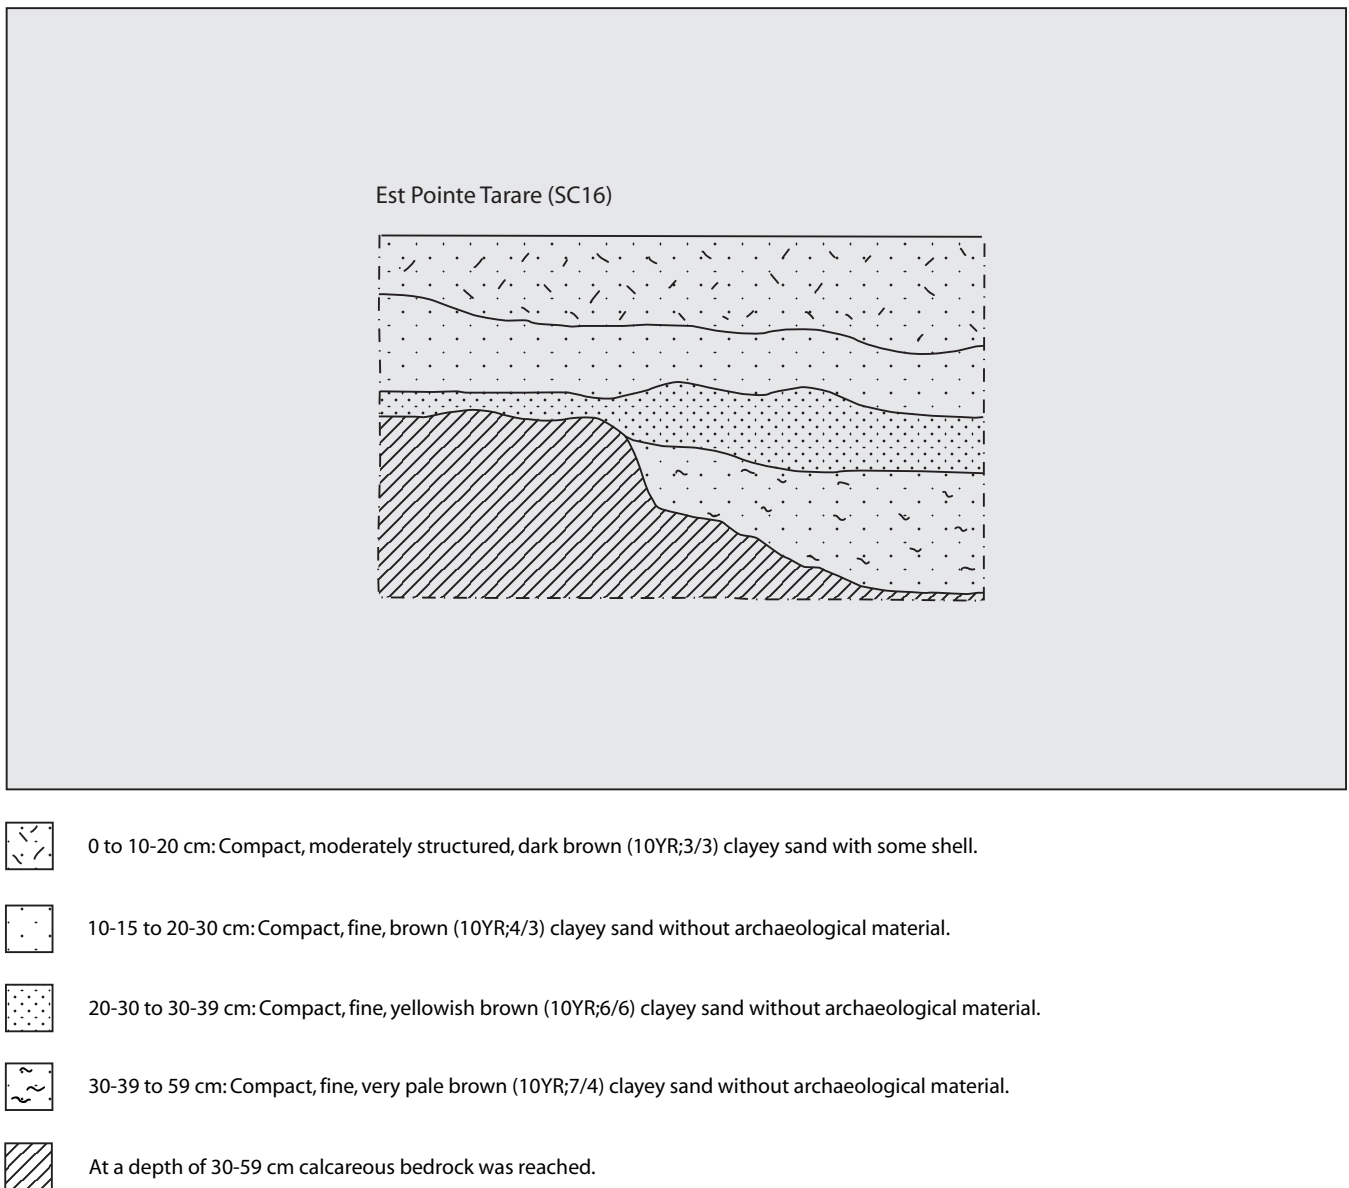 Est Pointe Tarare (SC16)
0 to 10-20 cm: Compact, moderately structured, dark brown (10YR;3/3) clayey sand with some shell.
10-15 to 20-30 cm: Compact, fine, brown (10YR;4/3) clayey sand without archaeological material.
20-30 to 30-39 cm: Compact, fine, yellowish brown (10YR;6/6) clayey sand without archaeological material.
30-39 to 59 cm: Compact, fine, very pale brown (10YR;7/4) clayey sand without archaeological material.
At a depth of 30-59 cm calcareous bedrock was reached.